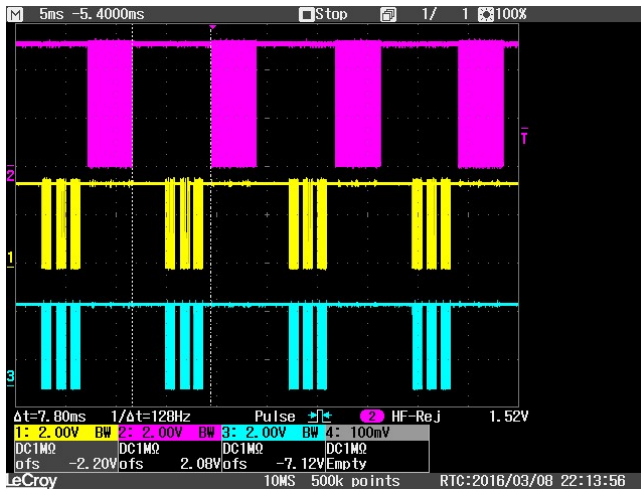 M 5ms -5.4000ms Stop 1/ 1 100%
T
2
1
3
Δt=7.80ms 1/Δt=128Hz Pulse 2 HF-Rej 1.52V
1: 2.00V BW 2: 2.00V BW 3: 2.00V BW 4: 100mV
DC1MΩ DC1MΩ DC1MΩ DC1MΩ
ofs -2.20V ofs 2.08V ofs -7.12V Empty
LeCroy 10MS 500k points RTC:2016/03/08 22:13:56